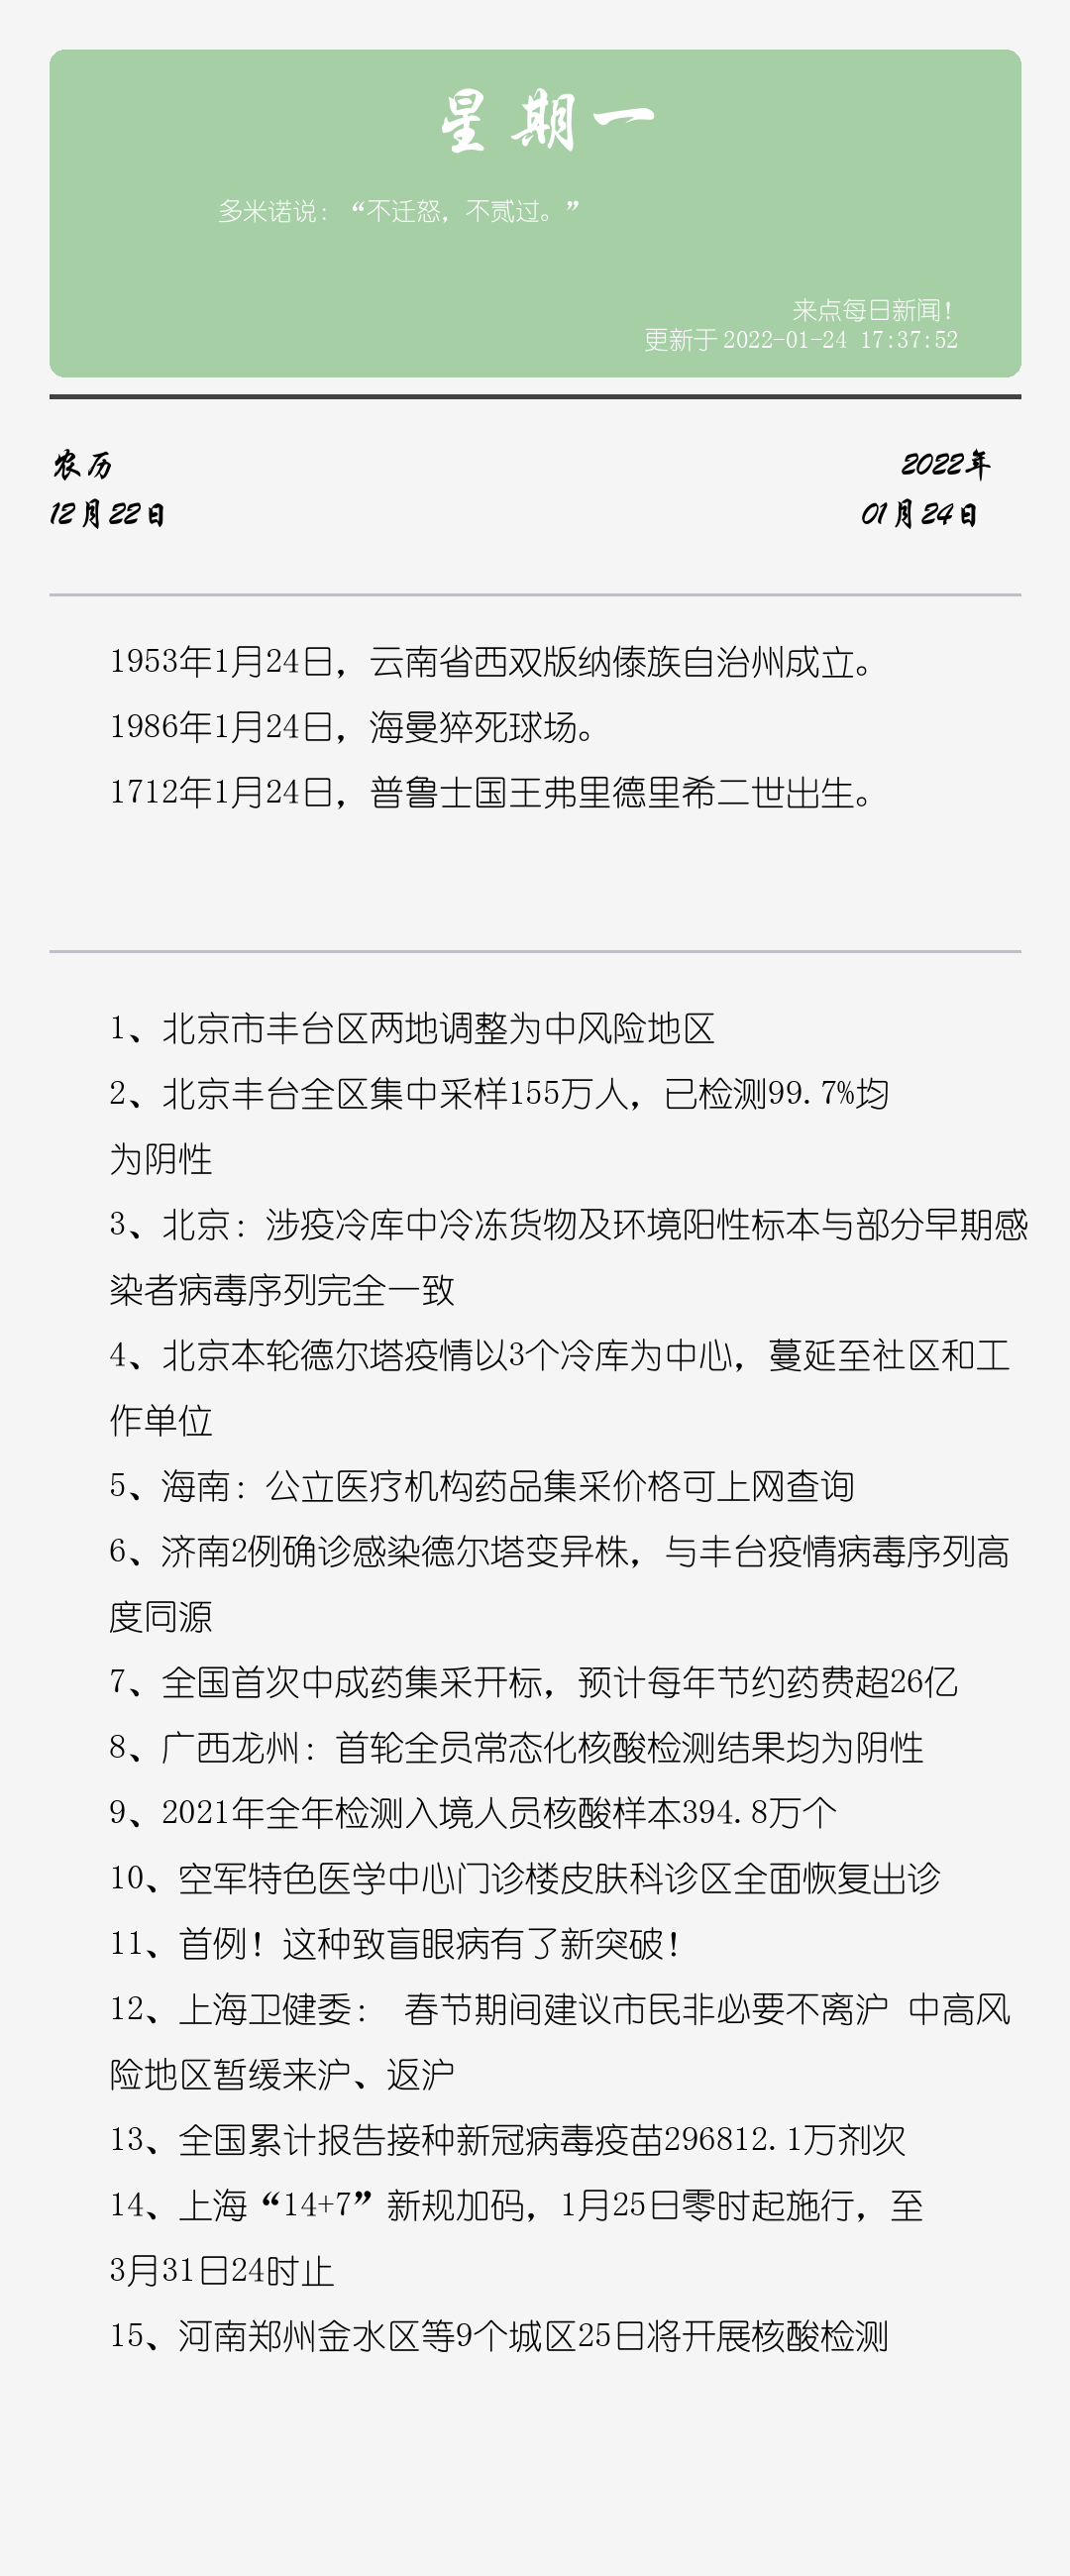 星期一
多米诺说：“不迁怒，不贰过。”
来点每日新闻！
更新于 2022-01-24 17:37:52
农历
2022年
12月22日
01月24日
1953年1月24日，云南省西双版纳傣族自治州成立。
1986年1月24日，海曼猝死球场。
1712年1月24日，普鲁士国王弗里德里希二世出生。
1、北京市丰台区两地调整为中风险地区
2、北京丰台全区集中采样155万人，已检测99.7%均
为阴性
3、北京：涉疫冷库中冷冻货物及环境阳性标本与部分早期感
染者病毒序列完全一致
4、北京本轮德尔塔疫情以3个冷库为中心，蔓延至社区和工
作单位
5、海南：公立医疗机构药品集采价格可上网查询
6、济南2例确诊感染德尔塔变异株，与丰台疫情病毒序列高
度同源
7、全国首次中成药集采开标，预计每年节约药费超26亿
8、广西龙州：首轮全员常态化核酸检测结果均为阴性
9、2021年全年检测入境人员核酸样本394.8万个
10、空军特色医学中心门诊楼皮肤科诊区全面恢复出诊
11、首例！这种致盲眼病有了新突破！
12、上海卫健委： 春节期间建议市民非必要不离沪 中高风
险地区暂缓来沪、返沪
13、全国累计报告接种新冠病毒疫苗296812.1万剂次
14、上海“14+7”新规加码，1月25日零时起施行，至
3月31日24时止
15、河南郑州金水区等9个城区25日将开展核酸检测